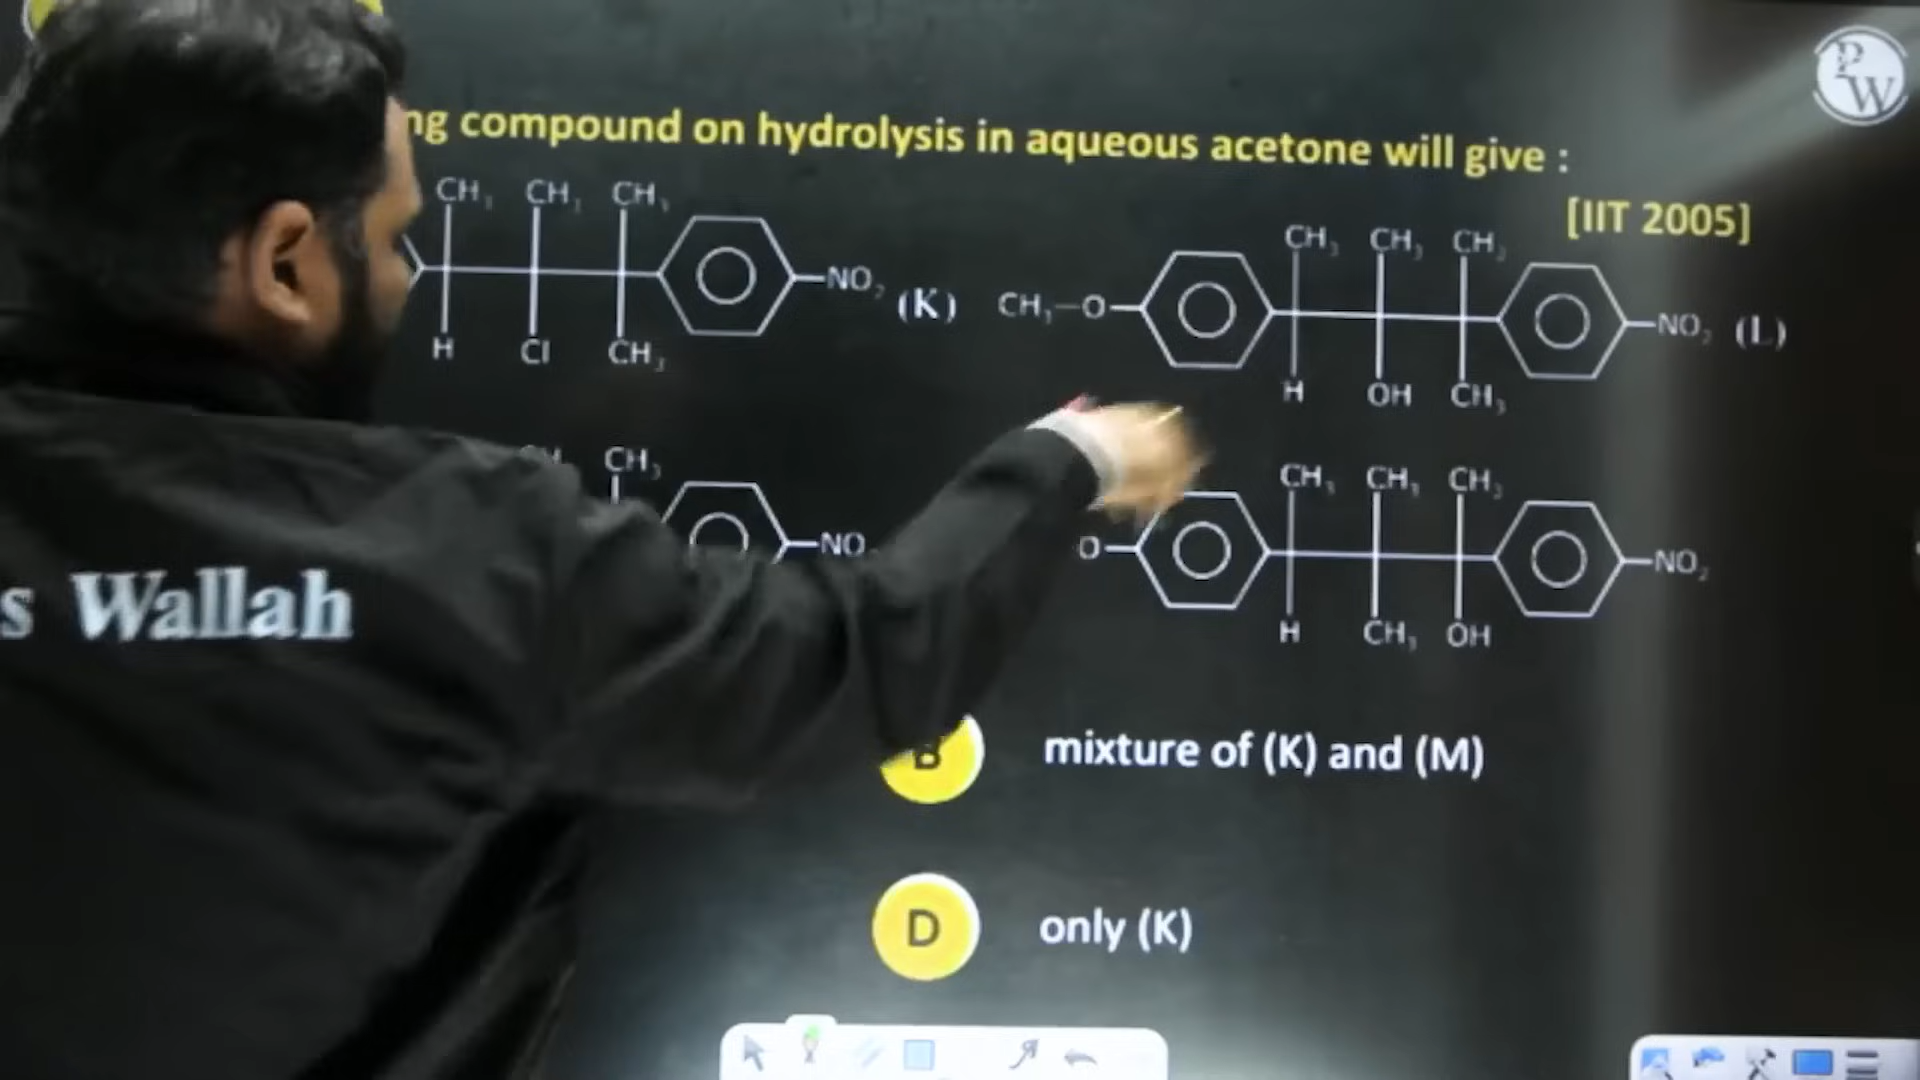 ng compound on hydrolysis in aqueous acetone will give :
[IIT 2005]
CH₃ CH₃ CH₃
NO₂
(K)
H Cl CH₃
CH₃ CH₃ CH₃
CH₃—O
NO₂ (L)
H OH CH₃
CH₃
NO
CH₃ CH₃ CH₃
O
NO₂
H CH₃ OH
s Wallah
B
mixture of (K) and (M)
D
only (K)
P
W